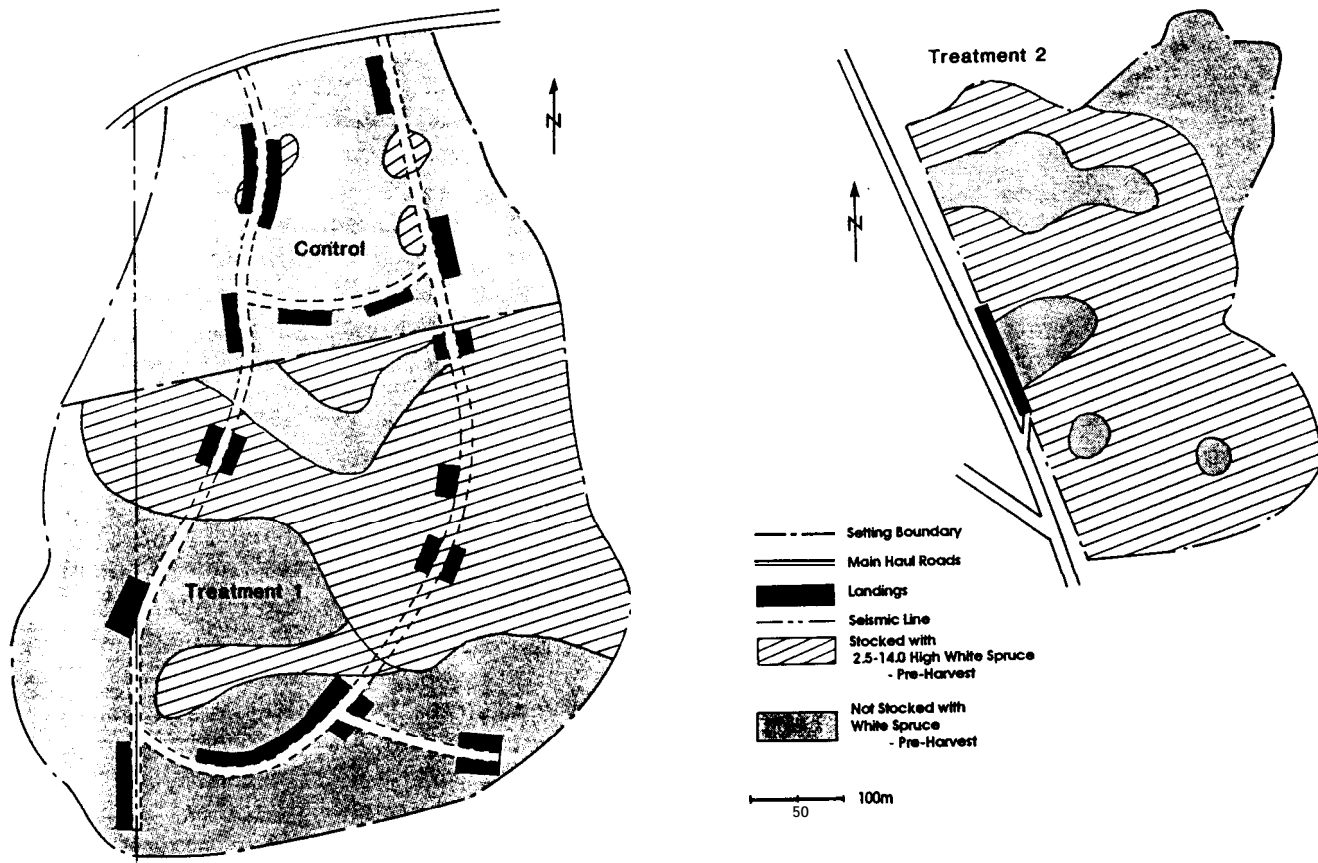 Treatment 2
N
N
Control
Treatment 1
Setting Boundary
Main Haul Roads
Landings
Seismic Line
Stocked with
2.5-14.0 High White Spruce
- Pre-Harvest
Not Stocked with
White Spruce
- Pre-Harvest
100m
50